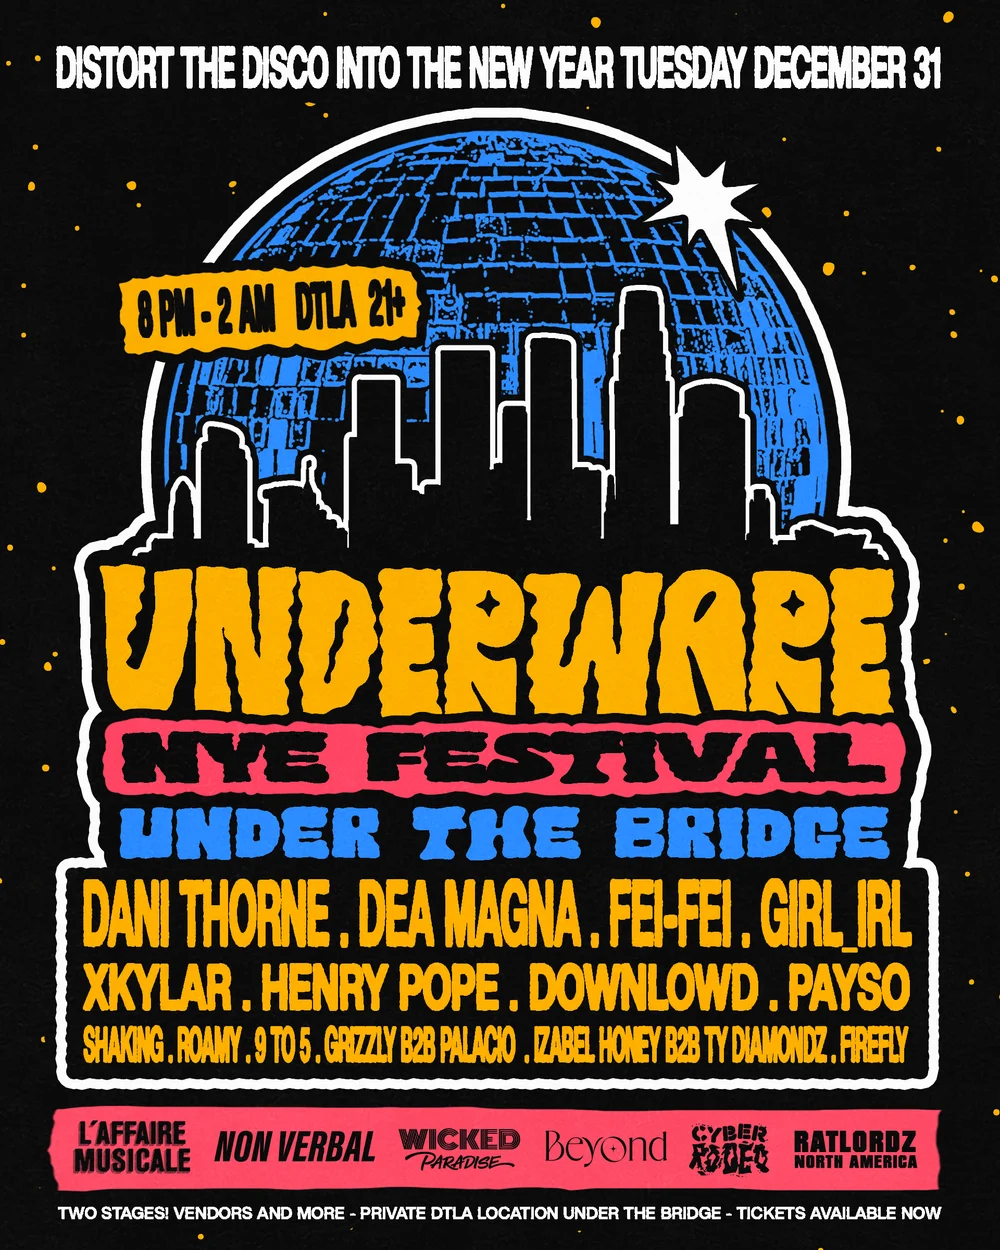 DISTORT THE DISCO INTO THE NEW YEAR TUESDAY DECEMBER 31
8 PM - 2 AM DTLA 21+
UNDERWARE
NYE FESTIVAL
UNDER THE BRIDGE
DANI THORNE . DEA MAGNA . FEI-FEI . GIRL_IRL
XKYLAR . HENRY POPE . DOWNLOWD . PAYSO
SHAKING . ROAMY . 9 TO 5 . GRIZZLY B2B PALACIO . IZABEL HONEY B2B TY DIAMONDZ . FIREFLY
L'AFFAIRE
MUSICALE
NON VERBAL
WICKED
PARADISE
Beyond
CYBER
RODEO
RATLORDZ
NORTH AMERICA
TWO STAGES! VENDORS AND MORE - PRIVATE DTLA LOCATION UNDER THE BRIDGE - TICKETS AVAILABLE NOW